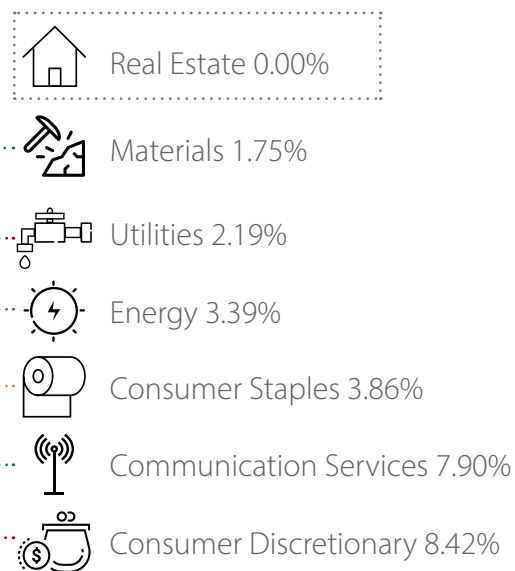 Real Estate 0.00%
Materials 1.75%
Utilities 2.19%
Energy 3.39%
Consumer Staples 3.86%
Communication Services 7.90%
$ Consumer Discretionary 8.42%